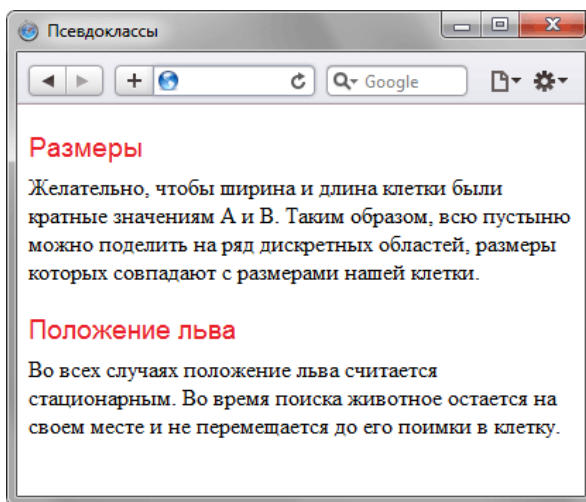 Псевдоклассы
Google
Размеры
Желательно, чтобы ширина и длина клетки были
кратные значениям А и В. Таким образом, всю пустыню
можно поделить на ряд дискретных областей, размеры
которых совпадают с размерами нашей клетки.
Положение льва
Во всех случаях положение льва считается
стационарным. Во время поиска животное остается на
своем месте и не перемещается до его поимки в клетку.